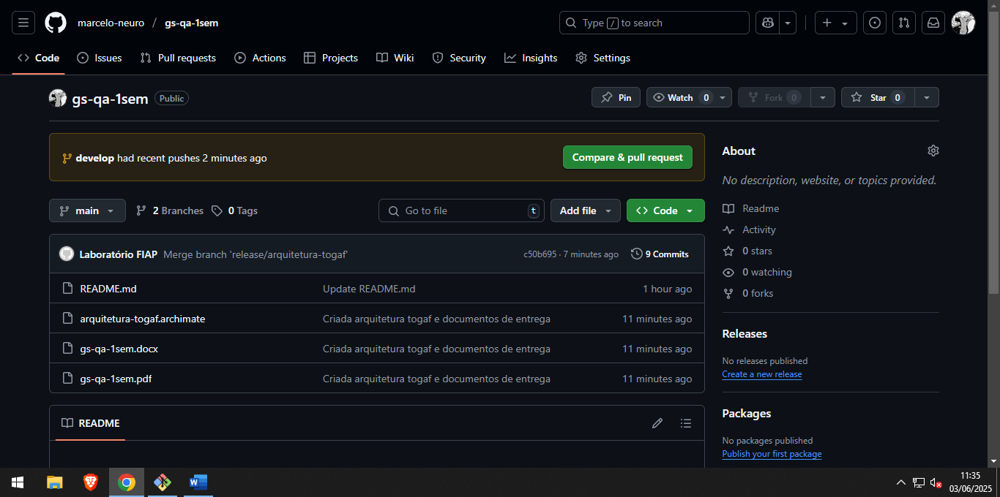 marcelo-neuro / gs-qa-1sem
Type / to search
Code Issues Pull requests Actions Projects Wiki Security Insights Settings
gs-qa-1sem Public
Pin Watch 0 Fork 0 Star 0
develop had recent pushes 2 minutes ago
Compare & pull request
main 2 Branches 0 Tags
Go to file t
Add file
Code
Laboratório FIAP Merge branch 'release/arquitetura-togaf' c50b695 · 7 minutes ago 9 Commits
README.md Update README.md 1 hour ago
arquitetura-togaf.archimate Criada arquitetura togaf e documentos de entrega 11 minutes ago
gs-qa-1sem.docx Criada arquitetura togaf e documentos de entrega 11 minutes ago
gs-qa-1sem.pdf Criada arquitetura togaf e documentos de entrega 11 minutes ago
README
About
No description, website, or topics provided.
Readme
Activity
0 stars
0 watching
0 forks
Releases
No releases published
Create a new release
Packages
No packages published
Publish your first package
11:35
03/06/2025